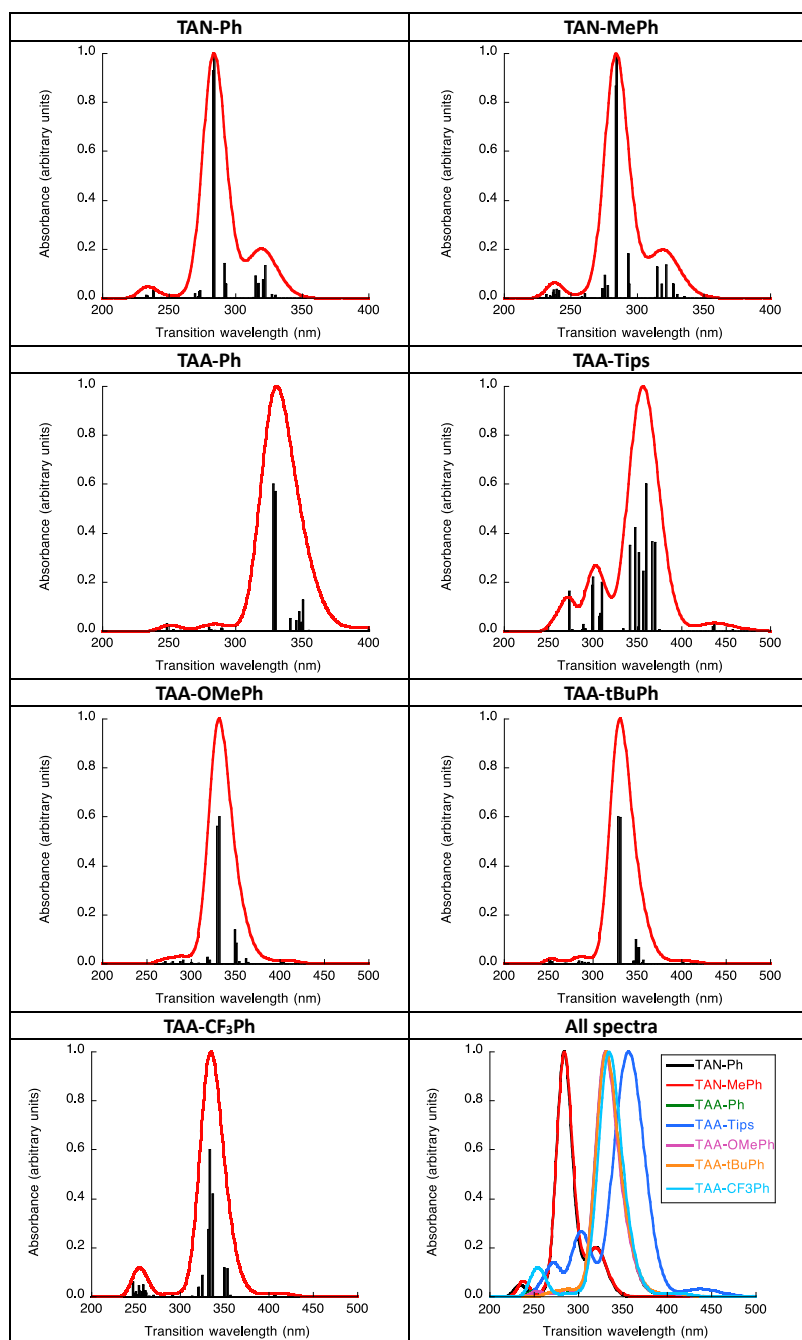 TAN-Ph
TAN-MePh
1.0
0.8
0.6
0.4
0.2
0.0
Absorbance (arbitrary units)
200 250 300 350 400
Transition wavelength (nm)
1.0
0.8
0.6
0.4
0.2
0.0
Absorbance (arbitrary units)
200 250 300 350 400
Transition wavelength (nm)
TAA-Ph
TAA-Tips
1.0
0.8
0.6
0.4
0.2
0.0
Absorbance (arbitrary units)
200 250 300 350 400
Transition wavelength (nm)
1.0
0.8
0.6
0.4
0.2
0.0
Absorbance (arbitrary units)
200 250 300 350 400 450 500
Transition wavelength (nm)
TAA-OMePh
TAA-tBuPh
1.0
0.8
0.6
0.4
0.2
0.0
Absorbance (arbitrary units)
200 250 300 350 400 450 500
Transition wavelength (nm)
1.0
0.8
0.6
0.4
0.2
0.0
Absorbance (arbitrary units)
200 250 300 350 400 450 500
Transition wavelength (nm)
TAA-CF₃Ph
All spectra
1.0
0.8
0.6
0.4
0.2
0.0
Absorbance (arbitrary units)
200 250 300 350 400 450 500
Transition wavelength (nm)
1.0
0.8
0.6
0.4
0.2
0.0
Absorbance (arbitrary units)
200 250 300 350 400 450 500
Transition wavelength (nm)
TAN-Ph
TAN-MePh
TAA-Ph
TAA-Tips
TAA-OMePh
TAA-tBuPh
TAA-CF3Ph